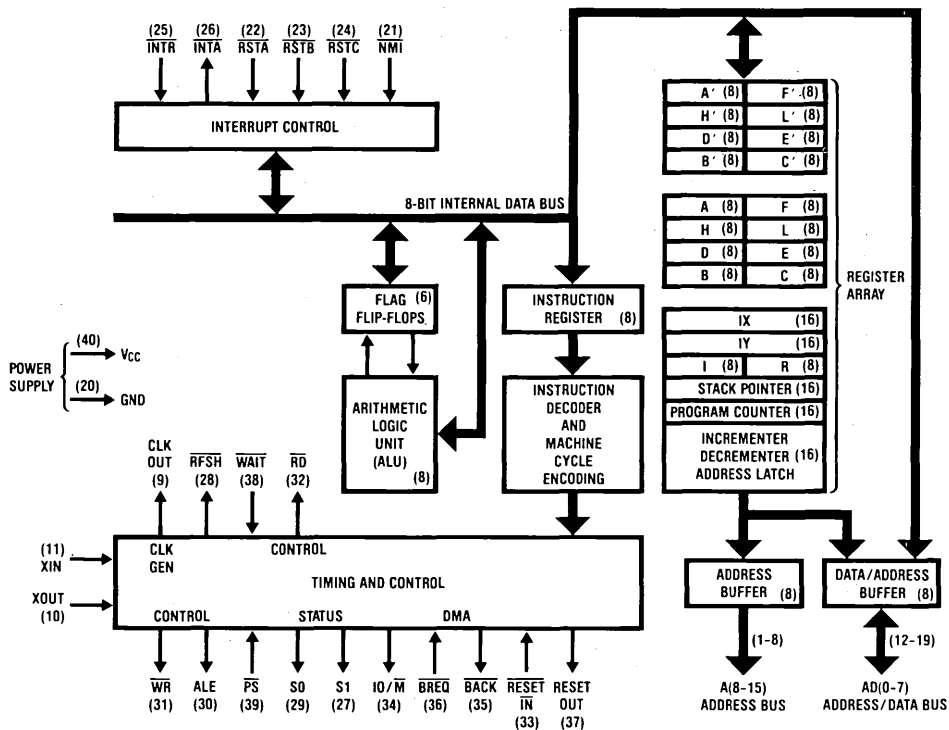 (25) (26) (22) (23) (24) (21)
INTR INTA RSTA RSTB RSTC NMI
INTERRUPT CONTROL
8-BIT INTERNAL DATA BUS
A' (8) F' (8)
H' (8) L' (8)
D' (8) E' (8)
B' (8) C' (8)
A (8) F (8)
H (8) L (8)
D (8) E (8)
B (8) C (8)
IX (16)
IY (16)
I (8) R (8)
STACK POINTER (16)
PROGRAM COUNTER (16)
INCREMENTER
DECREMENTER (16)
ADDRESS LATCH
REGISTER
ARRAY
FLAG (6)
FLIP-FLOPS
INSTRUCTION
REGISTER (8)
ARITHMETIC
LOGIC
UNIT
(ALU)
(8)
INSTRUCTION
DECODER
AND
MACHINE
CYCLE
ENCODING
POWER
SUPPLY
(40)
VCC
(20)
GND
CLK
OUT RFSH WAIT RD
(9) (28) (38) (32)
(11)
XIN
XOUT
(10)
CLK
GEN
CONTROL
TIMING AND CONTROL
CONTROL STATUS DMA
WR ALE PS S0 S1 IO/M BREQ BACK RESET IN RESET OUT
(31) (30) (39) (29) (27) (34) (36) (35) (33) (37)
ADDRESS
BUFFER (8)
DATA/ADDRESS
BUFFER (8)
(1-8)
(12-19)
A(8-15)
ADDRESS BUS
AD(0-7)
ADDRESS/DATA BUS